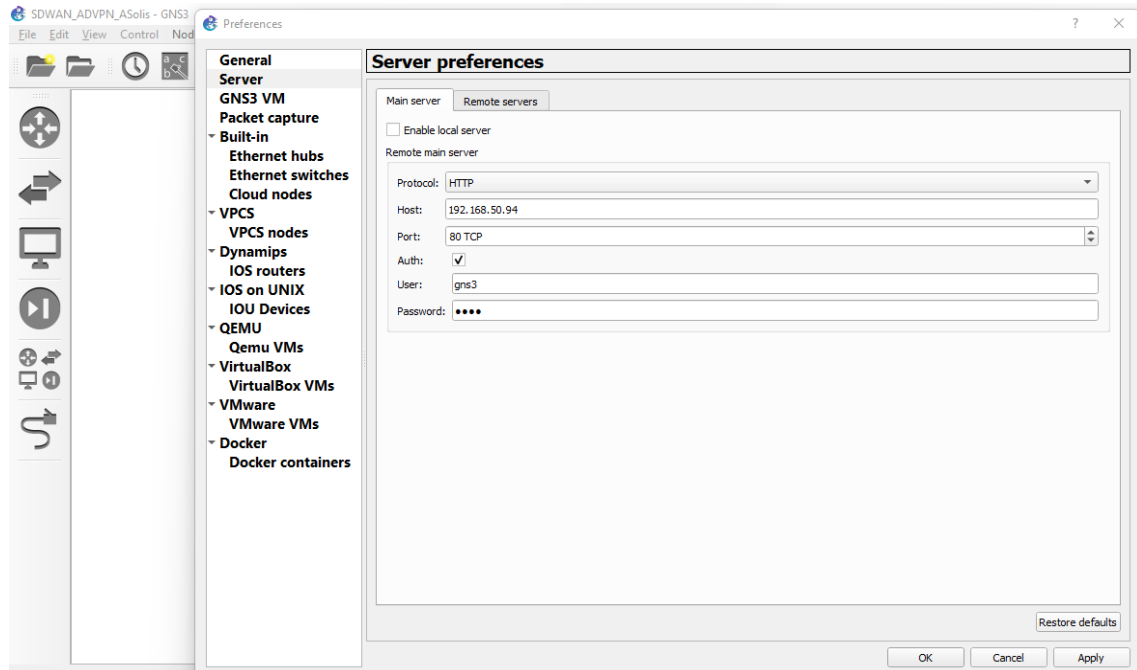 SDWAN_ADVPN_ASolis - GNS3
File Edit View Control Nod
Preferences
?
General
Server
GNS3 VM
Packet capture
Built-in
Ethernet hubs
Ethernet switches
Cloud nodes
VPCS
VPCS nodes
Dynamips
IOS routers
IOS on UNIX
IOU Devices
QEMU
Qemu VMs
VirtualBox
VirtualBox VMs
VMware
VMware VMs
Docker
Docker containers
Server preferences
Main server Remote servers
Enable local server
Remote main server
Protocol: HTTP
Host: 192.168.50.94
Port: 80 TCP
Auth:
User: gns3
Password: ●●●●
Restore defaults
OK Cancel Apply